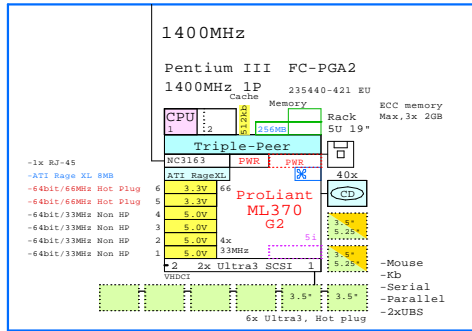 1400MHz
Pentium III FC-PGA2
1400MHz 1P 235440-421 EU
Cache Memory ECC memory
Max,3x 2GB
CPU 1 :2 512kb 256MB Rack
5U 19"
Triple-Peer
-1x RJ-45 NC3163 PWR PWR
-ATI Rage XL 8MB ATI RageXL 40x
-64bit/66MHz Hot Plug 6 3.3V 66 CD
-64bit/66MHz Hot Plug 5 3.3V ProLiant
ML370
G2
-64bit/33MHz Non HP 4 5.0V 3.5"
5.25"
-64bit/33MHz Non HP 3 5.0V
-64bit/33MHz Non HP 2 5.0V 4x 5i
-64bit/33MHz Non HP 1 5.0V 33MHz 3.5"
5.25"
-2 2x Ultra3 SCSI 1
VHDCI
-Mouse
-Kb
-Serial
-Parallel
-2xUBS
3.5" 3.5"
6x Ultra3, Hot plug